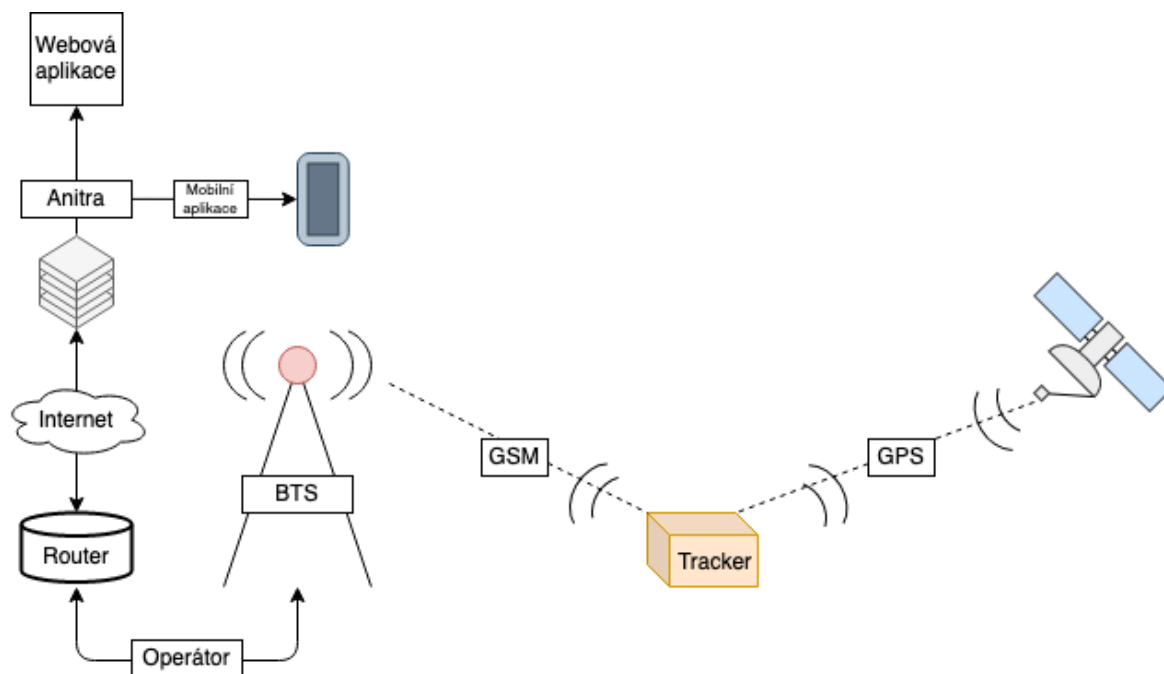 Webová
aplikace
Anitra
Mobilní
aplikace
Internet
GSM
GPS
BTS
Router
Tracker
Operátor